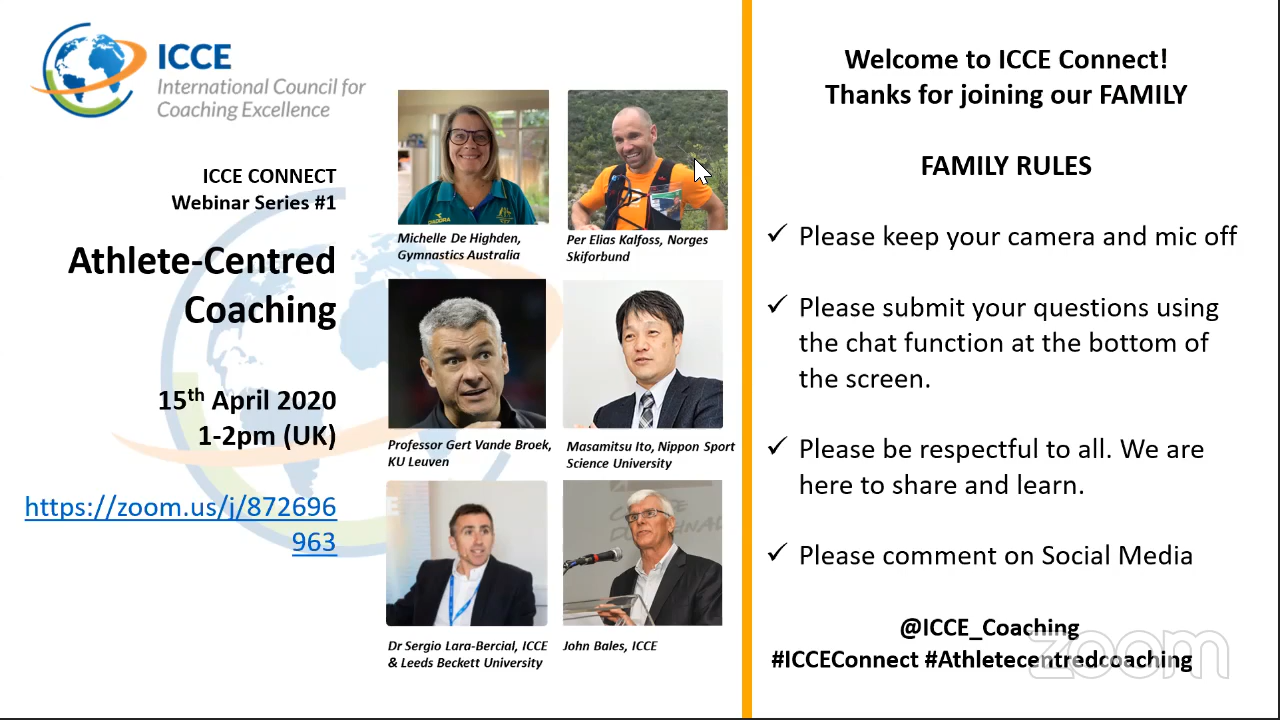 ICCE
International Council for
Coaching Excellence
ICCE CONNECT
Webinar Series #1
Athlete-Centred
Coaching
15th April 2020
1-2pm (UK)
https://zoom.us/j/872696
963
DIADORA
Michelle De Highden,
Gymnastics Australia
Per Elias Kalfoss, Norges
Skiforbund
Professor Gert Vande Broek,
KU Leuven
Masamitsu Ito, Nippon Sport
Science University
Dr Sergio Lara-Bercial, ICCE
& Leeds Beckett University
John Bales, ICCE
Welcome to ICCE Connect!
Thanks for joining our FAMILY
FAMILY RULES
✓ Please keep your camera and mic off
✓ Please submit your questions using
the chat function at the bottom of
the screen.
✓ Please be respectful to all. We are
here to share and learn.
✓ Please comment on Social Media
@ICCE_Coaching
#ICCEConnect #Athletecentredcoaching
zoom